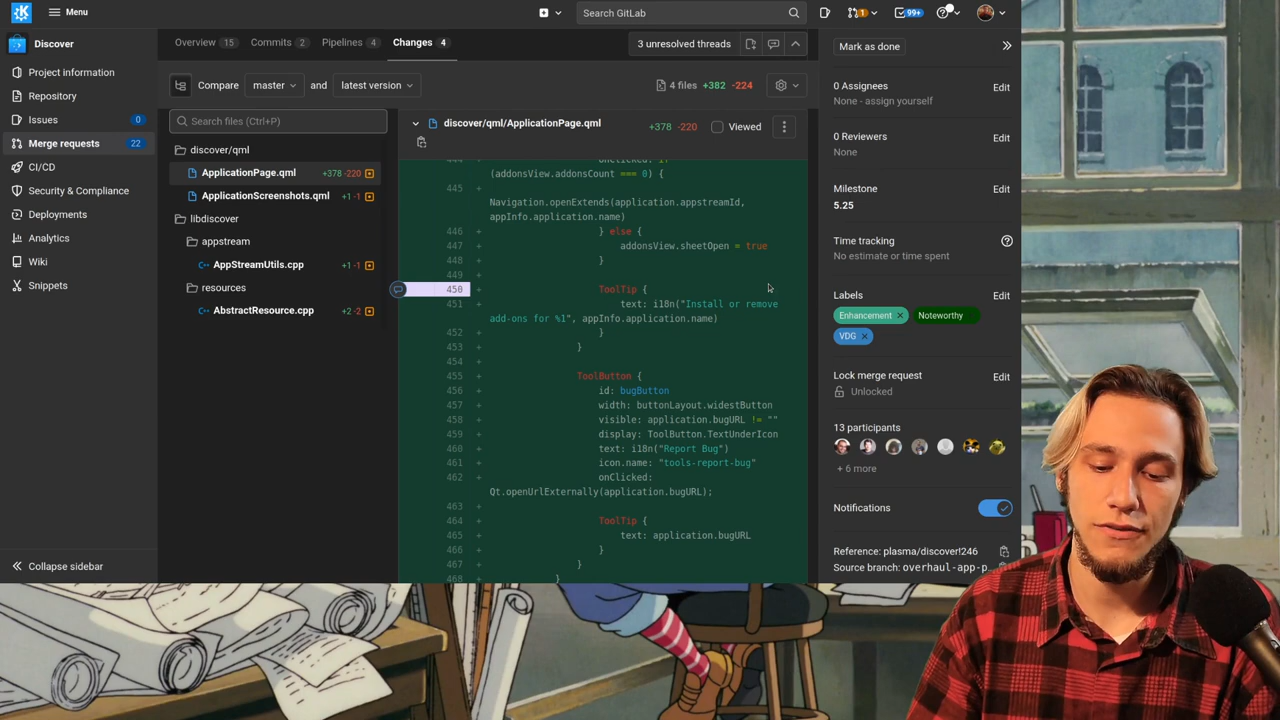 Menu
Search GitLab
1
99+
Discover
Project information
Repository
Issues 0
Merge requests 22
CI/CD
Security & Compliance
Deployments
Analytics
Wiki
Snippets
Collapse sidebar
Overview 15 Commits 2 Pipelines 4 Changes 4
3 unresolved threads
Compare master and latest version
4 files +382 -224
Search files (Ctrl+P)
discover/qml
ApplicationPage.qml +378 -220
ApplicationScreenshots.qml +1 -1
libdiscover
appstream
AppStreamUtils.cpp +1 -1
resources
AbstractResource.cpp +2 -2
discover/qml/ApplicationPage.qml +378 -220 Viewed
444 + onClicked: if
(addonsView.addonsCount === 0) {
445 +
Navigation.openExtends(application.appstreamId,
appInfo.application.name)
446 + } else {
447 + addonsView.sheetOpen = true
448 + }
449 +
450 + ToolTip {
451 + text: i18n("Install or remove
add-ons for %1", appInfo.application.name)
452 + }
453 + }
454 +
455 + ToolButton {
456 + id: bugButton
457 + width: buttonLayout.widestButton
458 + visible: application.bugURL != ""
459 + display: ToolButton.TextUnderIcon
460 + text: i18n("Report Bug")
461 + icon.name: "tools-report-bug"
462 + onClicked:
Qt.openUrlExternally(application.bugURL);
463 +
464 + ToolTip {
465 + text: application.bugURL
466 + }
467 + }
468 + }
Mark as done
0 Assignees Edit
None - assign yourself
0 Reviewers Edit
None
Milestone Edit
5.25
Time tracking
No estimate or time spent
Labels Edit
Enhancement Noteworthy
VDG
Lock merge request Edit
Unlocked
13 participants
+ 6 more
Notifications
Reference: plasma/discover!246
Source branch: overhaul-app-p…